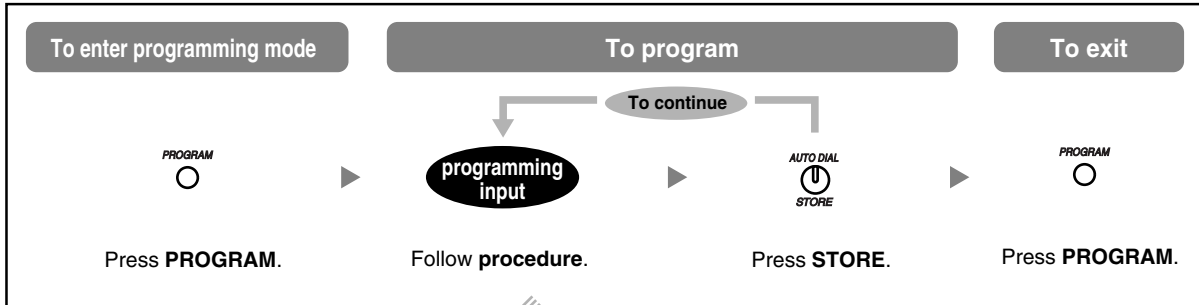 To enter programming mode
To program
To exit
To continue
PROGRAM
programming
input
AUTO DIAL
STORE
PROGRAM
Press PROGRAM.
Follow procedure.
Press STORE.
Press PROGRAM.